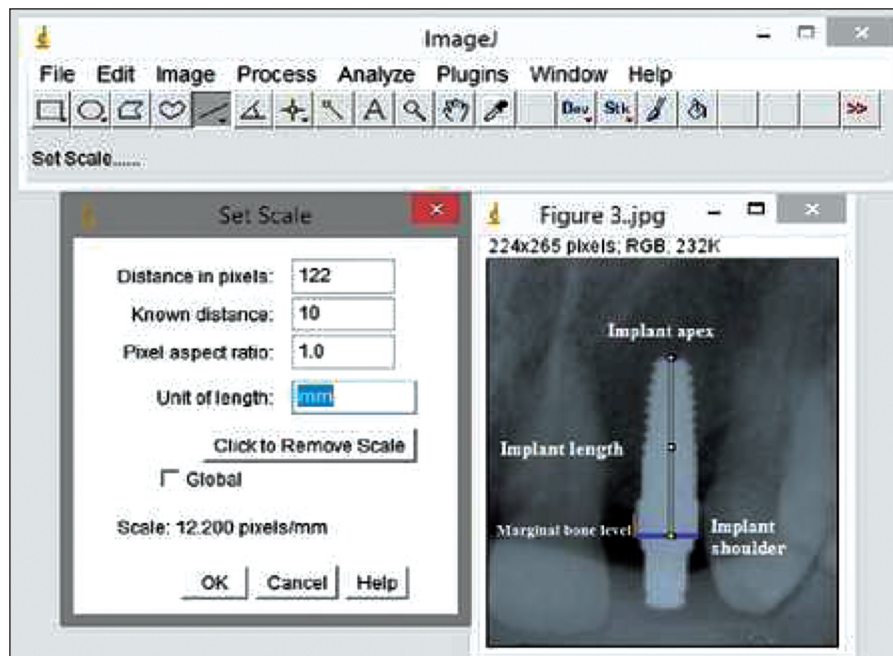 ImageJ
File Edit Image Process Analyze Plugins Window Help
A Dev Stk >>
Set Scale......
Set Scale
Distance in pixels: 122
Known distance: 10
Pixel aspect ratio: 1.0
Unit of length: mm
Click to Remove Scale
Global
Scale: 12.200 pixels/mm
OK Cancel Help
Figure 3..jpg
224x265 pixels; RGB; 232K
Implant apex
Implant length
Marginal bone level
Implant
shoulder